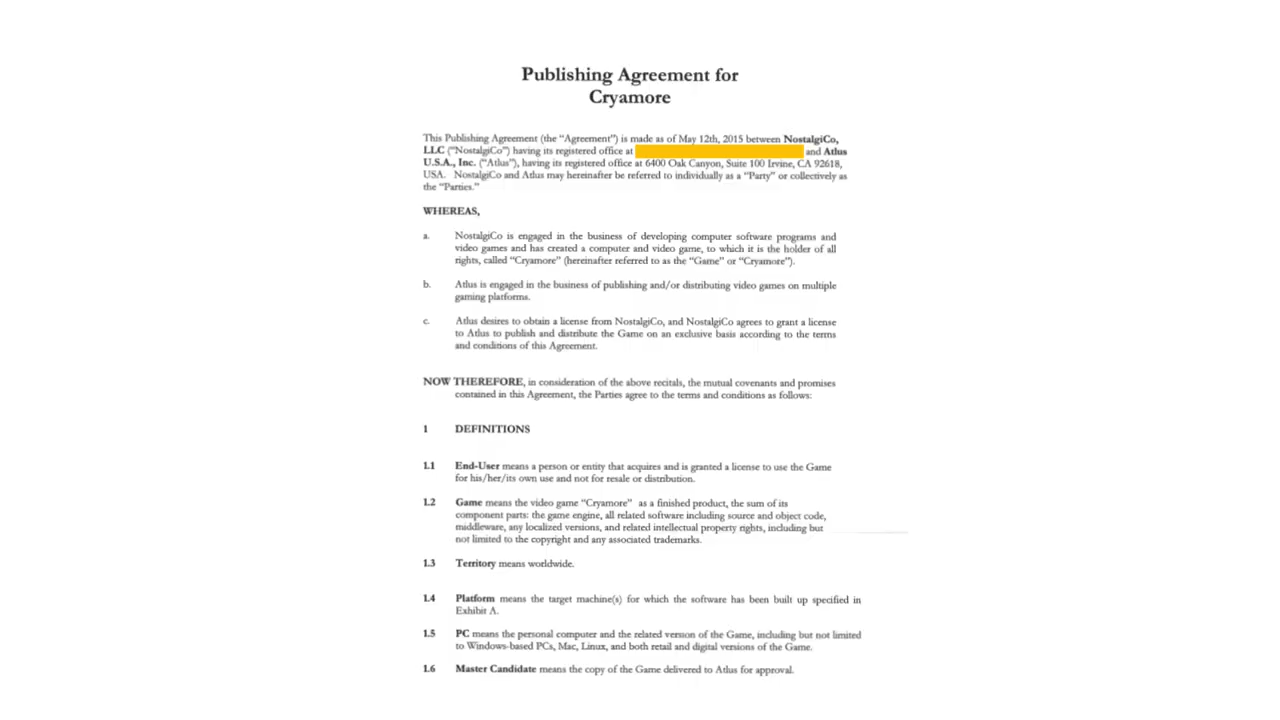 Publishing Agreement for
Cryamore
This Publishing Agreement (the “Agreement”) is made as of May 12th, 2015 between NostalgiCo,
LLC (“NostalgiCo”) having its registered office at and Atlus
U.S.A., Inc. (“Atlus”), having its registered office at 6400 Oak Canyon, Suite 100 Irvine, CA 92618,
USA. NostalgiCo and Atlus may hereinafter be referred to individually as a “Party” or collectively as
the “Parties.”
WHEREAS,
a. NostalgiCo is engaged in the business of developing computer software programs and
video games and has created a computer and video game, to which it is the holder of all
rights, called “Cryamore” (hereinafter referred to as the “Game” or “Cryamore”).
b. Atlus is engaged in the business of publishing and/or distributing video games on multiple
gaming platforms.
c. Atlus desires to obtain a license from NostalgiCo, and NostalgiCo agrees to grant a license
to Atlus to publish and distribute the Game on an exclusive basis according to the terms
and conditions of this Agreement.
NOW THEREFORE, in consideration of the above recitals, the mutual covenants and promises
contained in this Agreement, the Parties agree to the terms and conditions as follows:
1 DEFINITIONS
1.1 End-User means a person or entity that acquires and is granted a license to use the Game
for his/her/its own use and not for resale or distribution.
1.2 Game means the video game “Cryamore” as a finished product, the sum of its
component parts: the game engine, all related software including source and object code,
middleware, any localized versions, and related intellectual property rights, including but
not limited to the copyright and any associated trademarks.
1.3 Territory means worldwide.
1.4 Platform means the target machine(s) for which the software has been built up specified in
Exhibit A.
1.5 PC means the personal computer and the related version of the Game, including but not limited
to Windows-based PCs, Mac, Linux, and both retail and digital versions of the Game.
1.6 Master Candidate means the copy of the Game delivered to Atlus for approval.